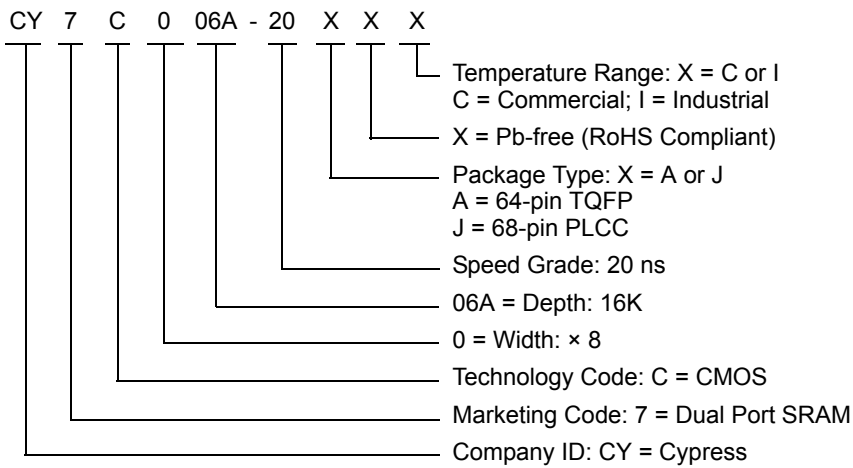 CY 7 C 0 06A - 20 X X X
Temperature Range: X = C or I
C = Commercial; I = Industrial
X = Pb-free (RoHS Compliant)
Package Type: X = A or J
A = 64-pin TQFP
J = 68-pin PLCC
Speed Grade: 20 ns
06A = Depth: 16K
0 = Width: × 8
Technology Code: C = CMOS
Marketing Code: 7 = Dual Port SRAM
Company ID: CY = Cypress